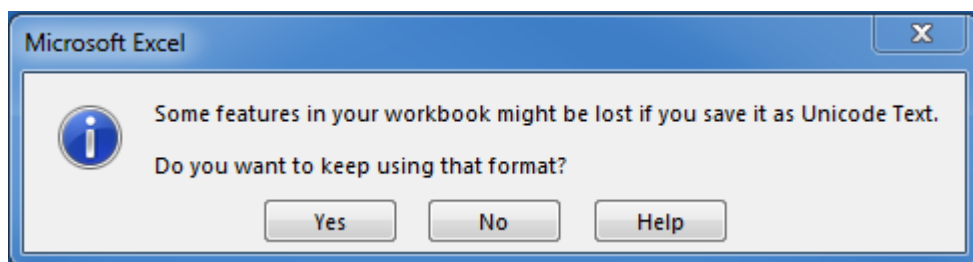 Microsoft Excel
Some features in your workbook might be lost if you save it as Unicode Text.
Do you want to keep using that format?
Yes No Help